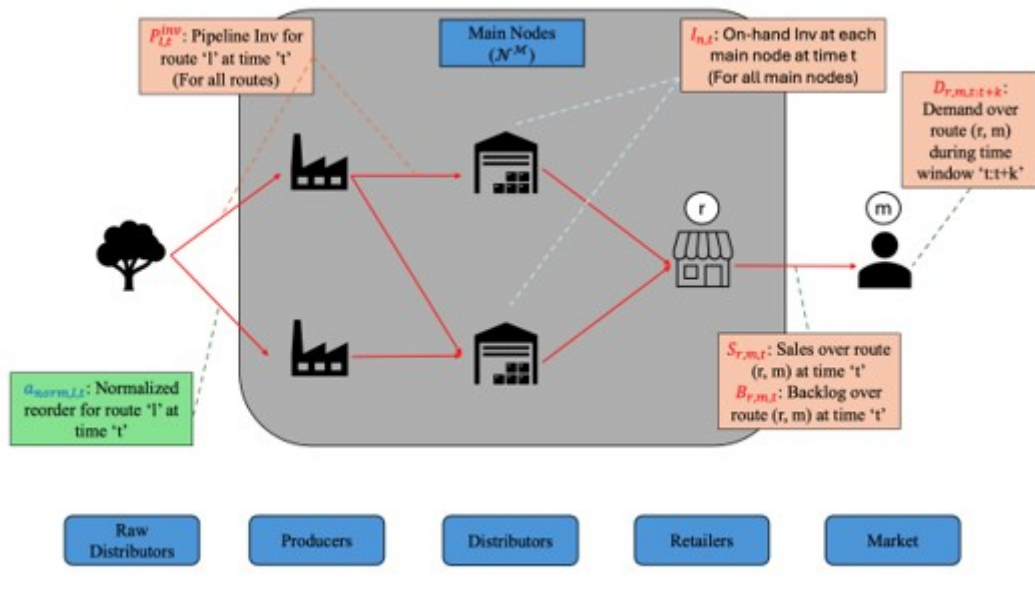 P_{l,t}^{inv}: Pipeline Inv for
route ‘l’ at time ’t’
(For all routes)
Main Nodes
(𝒩^ℳ)
I_{n,t}: On-hand Inv at each
main node at time t
(For all main nodes)
D_{r,m,t:t+k}:
Demand over
route (r, m)
during time
window ‘t:t+k’
r
m
S_{r,m,t}: Sales over route
(r, m) at time ‘t’
B_{r,m,t}: Backlog over
route (r, m) at time ‘t’
a_{norm,l,t}: Normalized
reorder for route ‘l’ at
time ‘t’
Raw
Distributors
Producers
Distributors
Retailers
Market